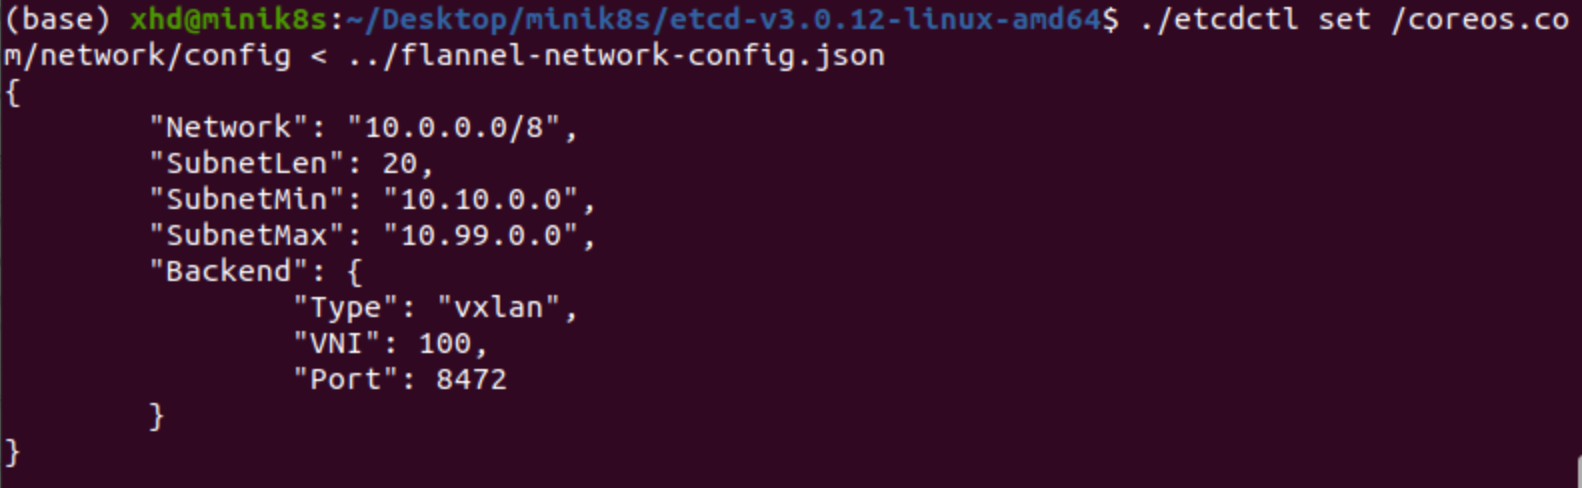 (base) xhd@minik8s:~/Desktop/minik8s/etcd-v3.0.12-linux-amd64$ ./etcdctl set /coreos.co
m/network/config < ../flannel-network-config.json
{
        "Network": "10.0.0.0/8",
        "SubnetLen": 20,
        "SubnetMin": "10.10.0.0",
        "SubnetMax": "10.99.0.0",
        "Backend": {
                "Type": "vxlan",
                "VNI": 100,
                "Port": 8472
        }
}